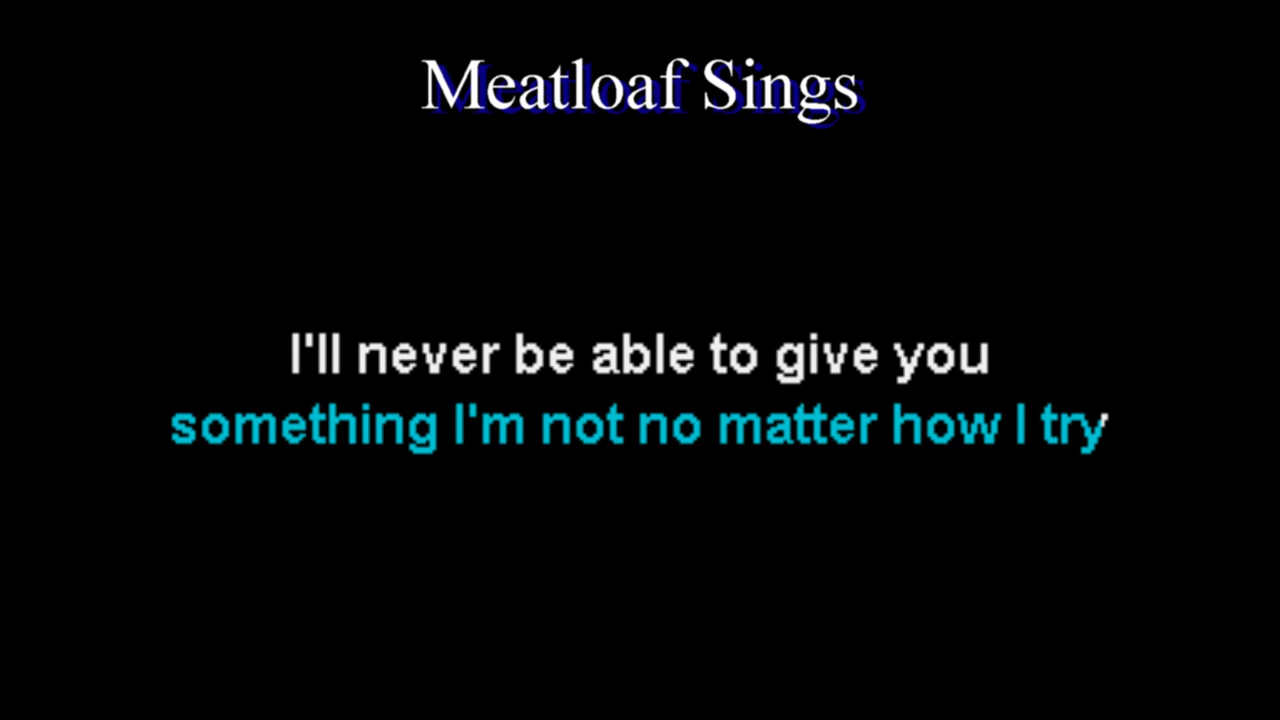 Meatloaf Sings
I'll never be able to give you
something I'm not no matter how I try